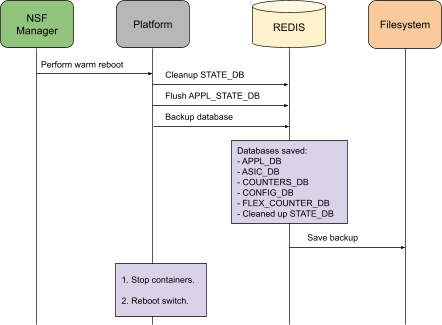 NSF
Manager
Platform
REDIS
Filesystem
Perform warm reboot
Cleanup STATE_DB
Flush APPL_STATE_DB
Backup database
Databases saved:
- APPL_DB
- ASIC_DB
- COUNTERS_DB
- CONFIG_DB
- FLEX_COUNTER_DB
- Cleaned up STATE_DB
Save backup
1. Stop containers.
2. Reboot switch.